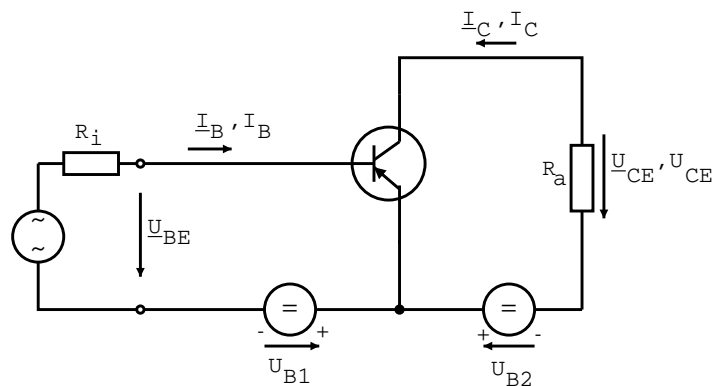 I_C, I_C
I_B, I_B
R_i
R_a
U_CE, U_CE
~
~
U_BE
= =
- + + -
U_B1
U_B2